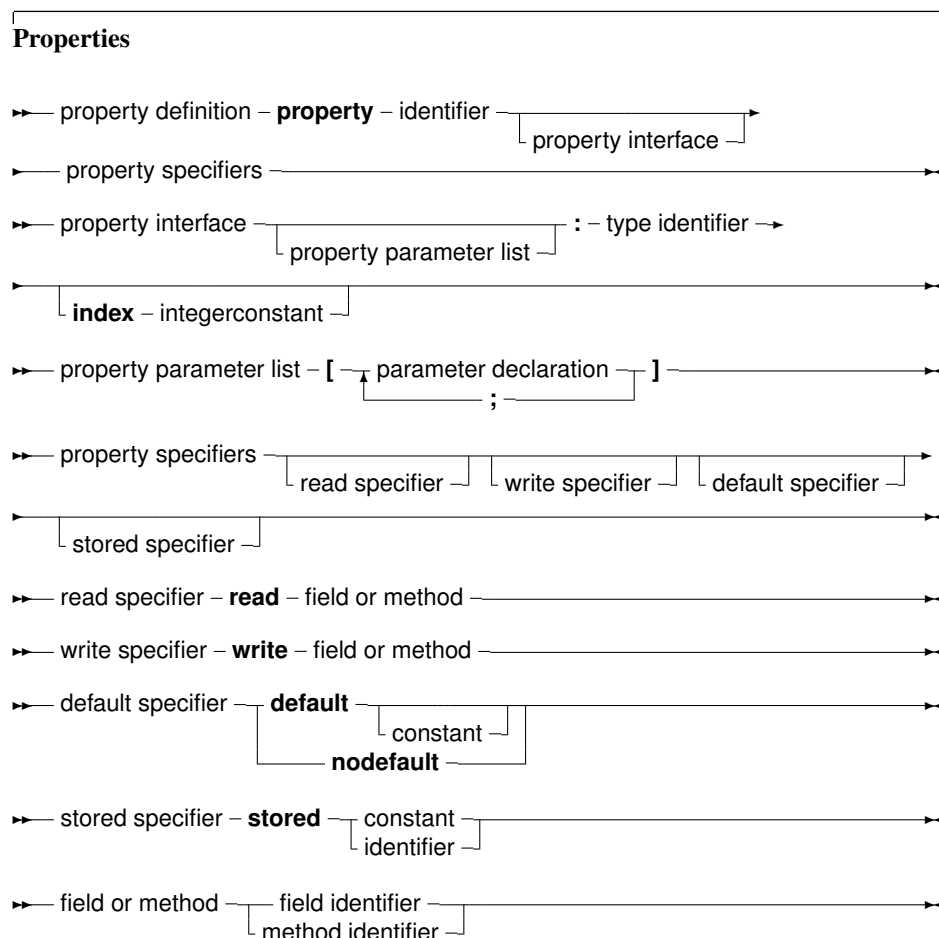 Properties
property definition – property – identifier
property interface
property specifiers
property interface : – type identifier
property parameter list
index – integerconstant
property parameter list – [ parameter declaration ]
;
property specifiers
read specifier write specifier default specifier
stored specifier
read specifier – read – field or method
write specifier – write – field or method
default specifier default
constant
nodefault
stored specifier – stored constant
identifier
field or method field identifier
method identifier